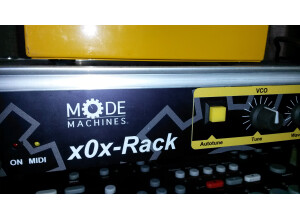 MODE
MACHINES
VCO
ON MIDI
x0x-Rack
Autotune
Tune